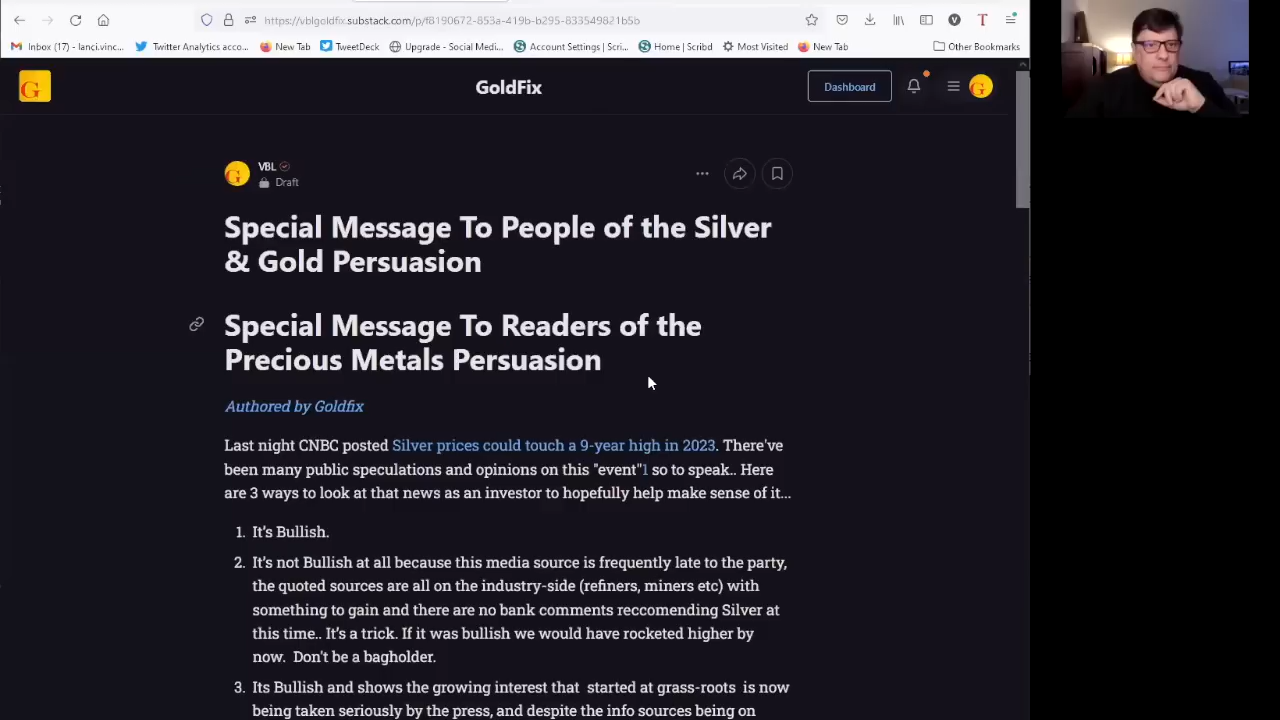 https://vblgoldfix.substack.com/p/f8190672-853a-419b-b295-833549821b5b
Inbox (17) - lanci.vinc... Twitter Analytics acco... New Tab TweetDeck Upgrade - Social Medi... Account Settings | Scri... Home | Scribd Most Visited New Tab Other Bookmarks
G GoldFix Dashboard G
VBL
Draft
Special Message To People of the Silver
& Gold Persuasion
Special Message To Readers of the
Precious Metals Persuasion
Authored by Goldfix
Last night CNBC posted Silver prices could touch a 9-year high in 2023. There've
been many public speculations and opinions on this "event"1 so to speak.. Here
are 3 ways to look at that news as an investor to hopefully help make sense of it...
1. It's Bullish.
2. It's not Bullish at all because this media source is frequently late to the party,
the quoted sources are all on the industry-side (refiners, miners etc) with
something to gain and there are no bank comments reccomending Silver at
this time.. It's a trick. If it was bullish we would have rocketed higher by
now. Don't be a bagholder.
3. Its Bullish and shows the growing interest that started at grass-roots is now
being taken seriously by the press, and despite the info sources being on